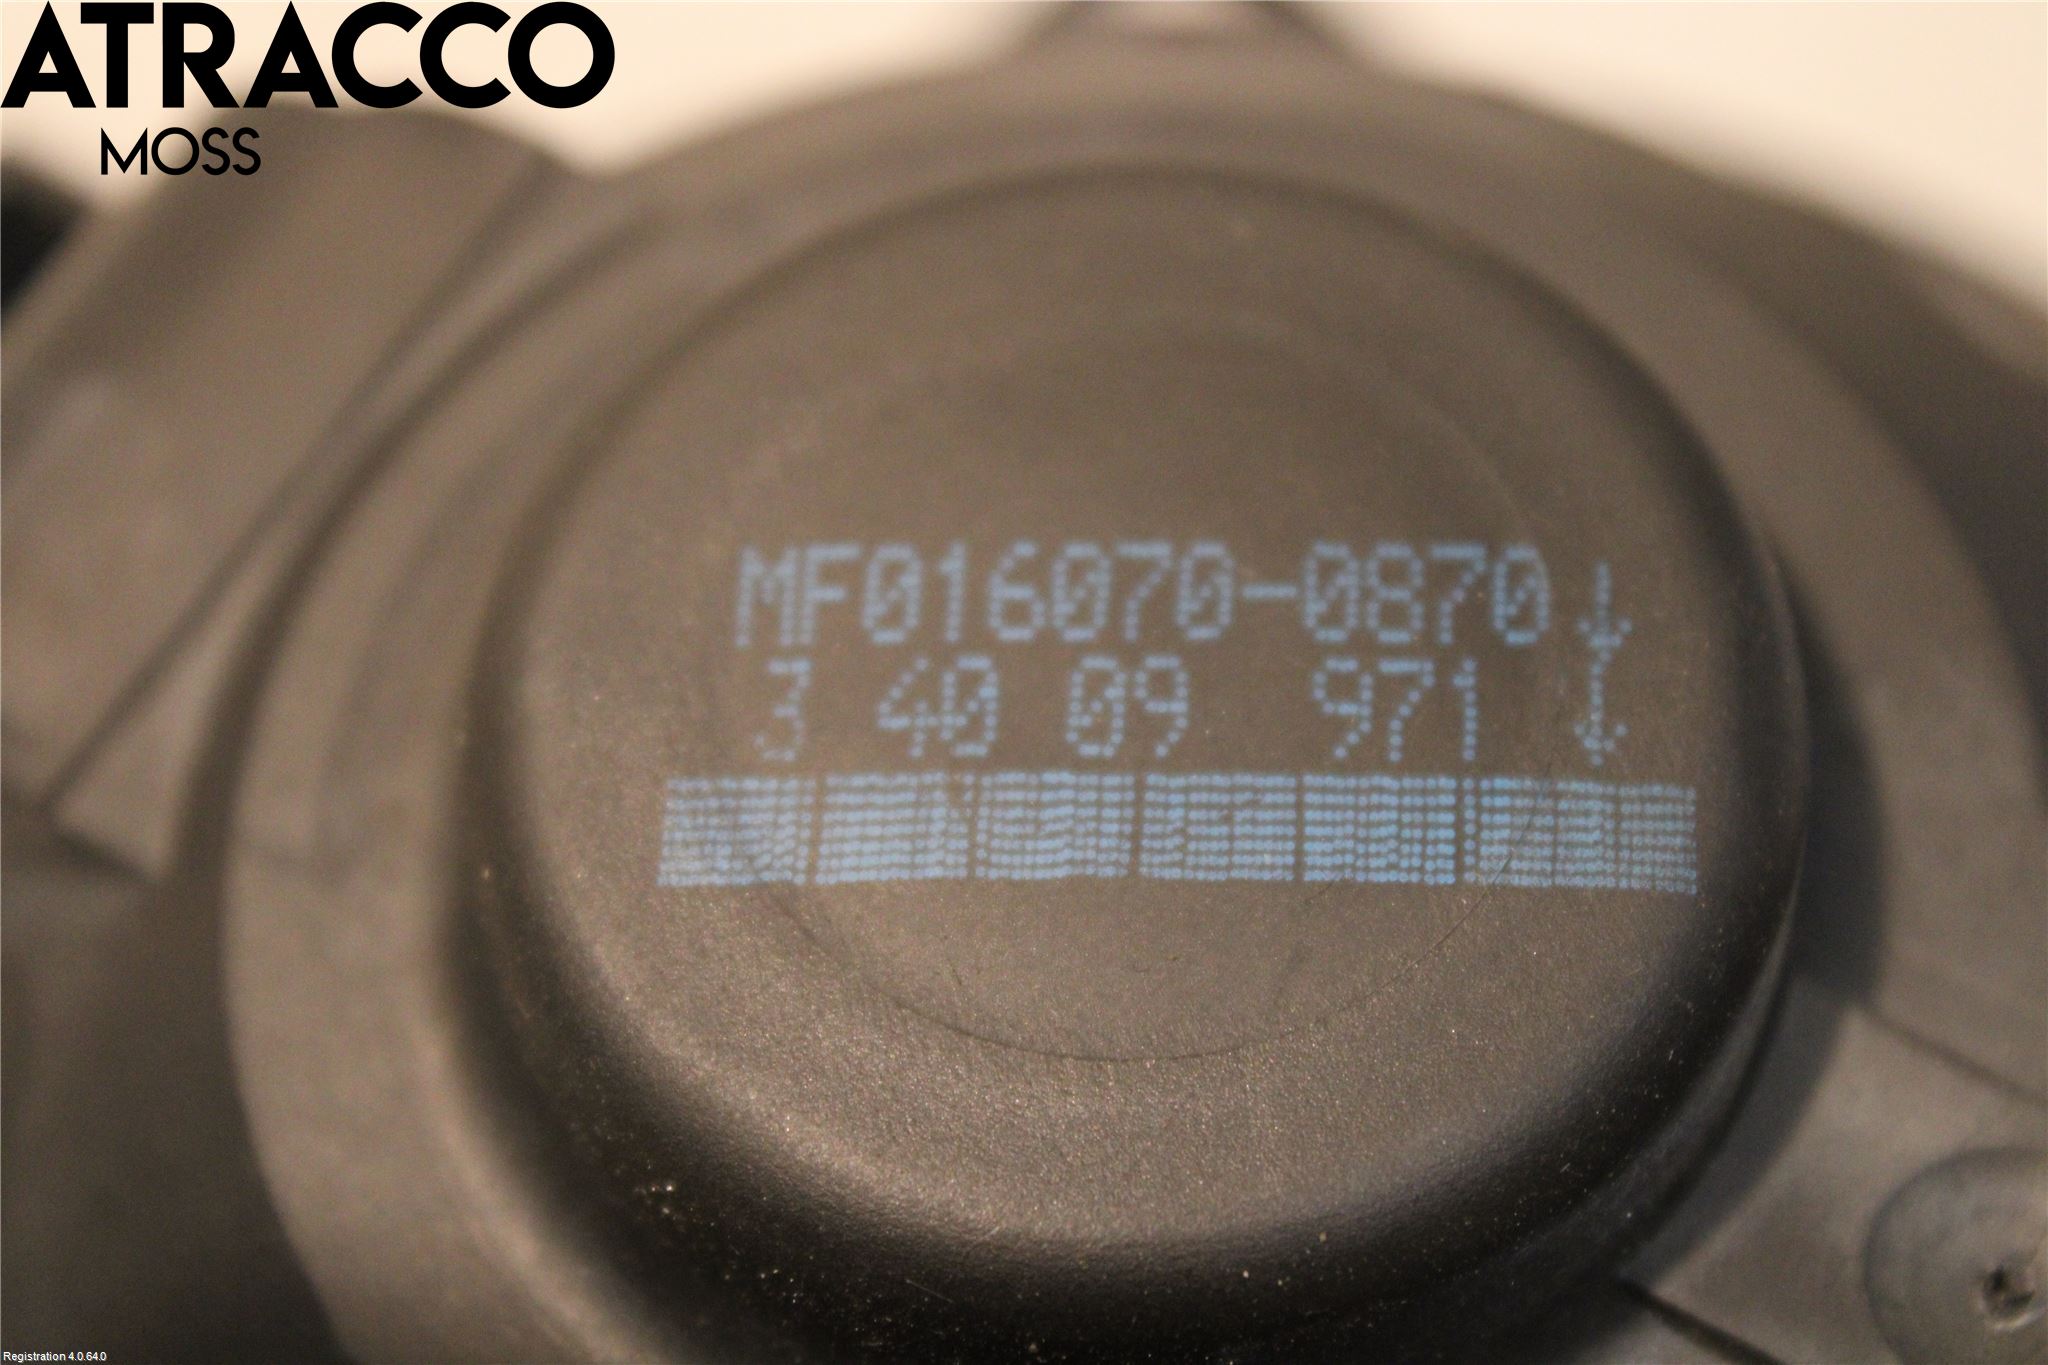 ATRACCO
MOSS
MF016070-0870
3 40 09 971
Registration 4.0.64.0